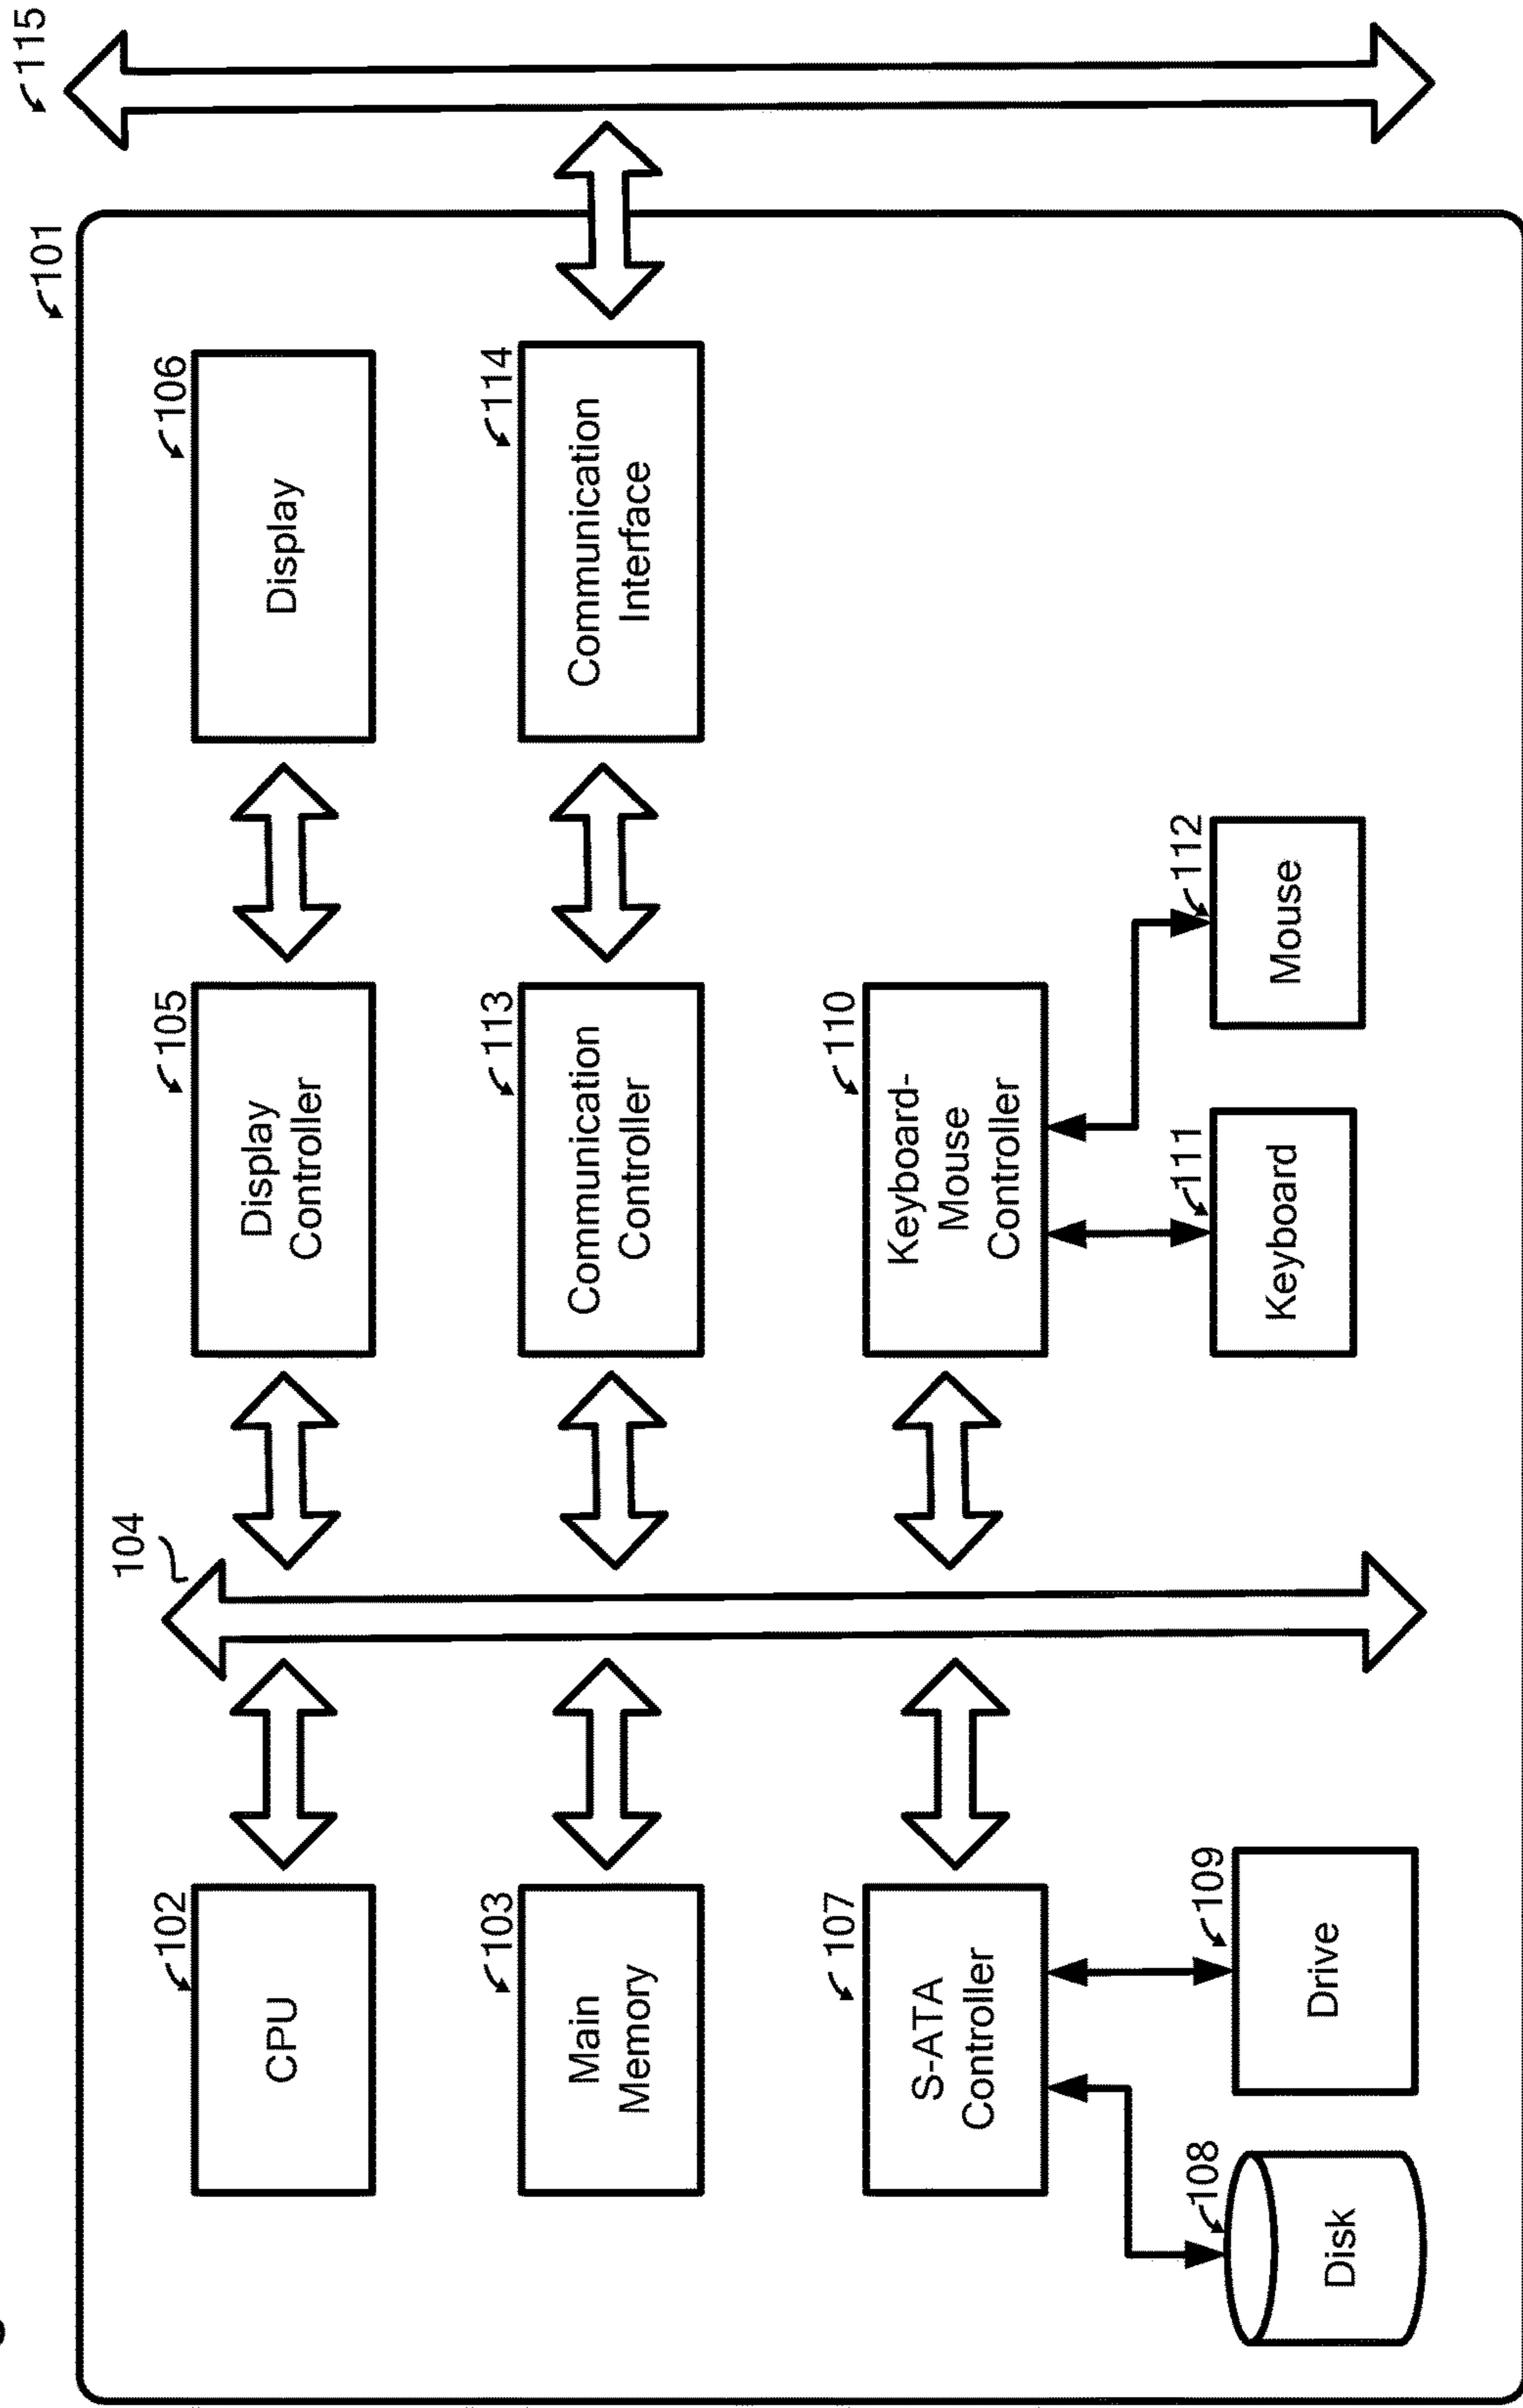 115
101
102
CPU
104
105
Display
Controller
106
Display
103
Main
Memory
113
Communication
Controller
114
Communication
Interface
107
S-ATA
Controller
110
Keyboard-
Mouse
Controller
108
Disk
109
Drive
111
Keyboard
112
Mouse